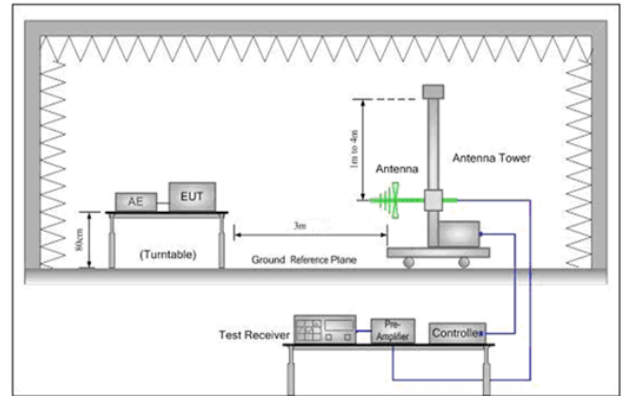 1m to 4m
Antenna
Antenna Tower
AE
EUT
80cm
(Turntable)
3m
Ground Reference Plane
Test Receiver
Pre-
Amplifier
Controller